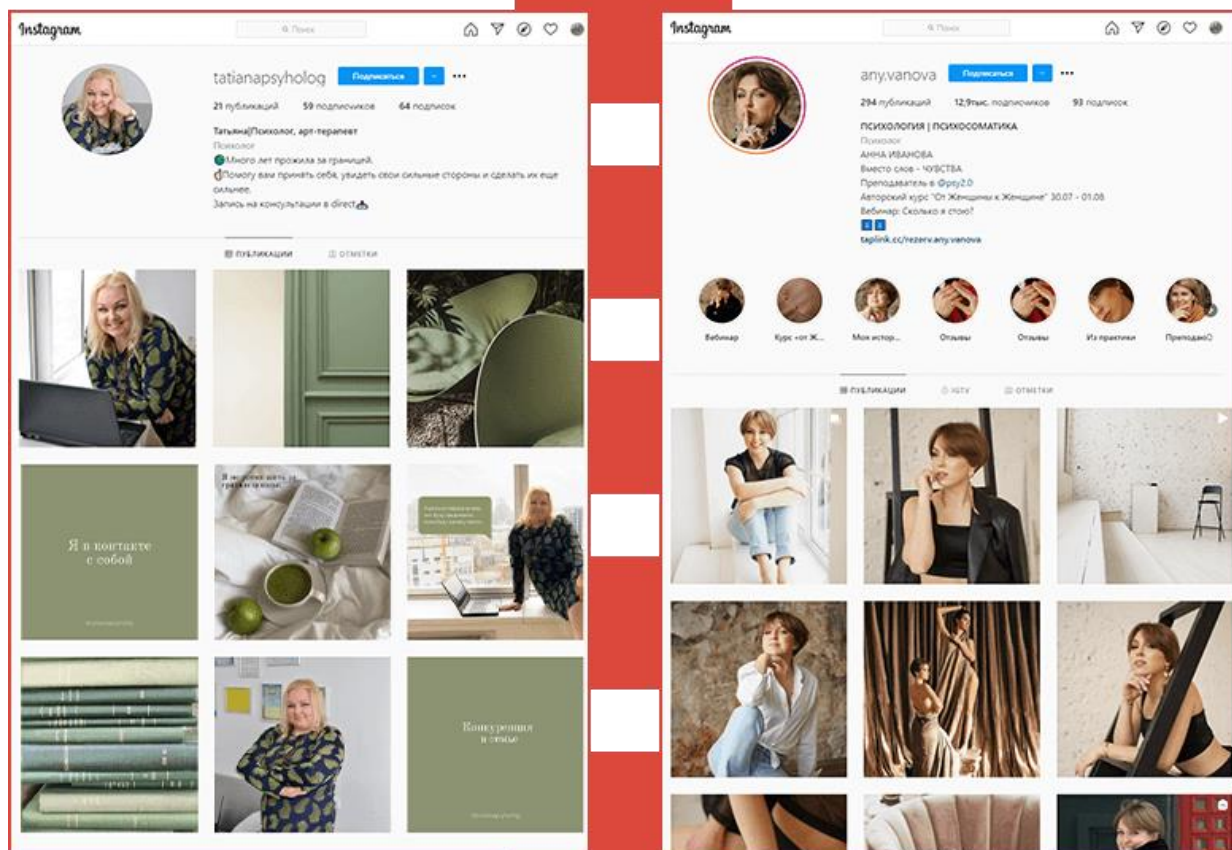 Instagram
Поиск
tatianapsyholog
Подписаться
21 публикаций 59 подписчиков 64 подписок
Татьяна|Психолог, арт-терапевт
Психолог
Много лет прожила за границей.
Помогу вам принять себя, увидеть свои сильные стороны и сделать их еще
сильнее.
Запись на консультации в direct
ПУБЛИКАЦИИ ОТМЕТКИ
Я в контакте
с собой
Конкуренция
в семье
Instagram
Поиск
any.vanova
Подписаться
294 публикаций 12,9тыс. подписчиков 93 подписок
ПСИХОЛОГИЯ | ПСИХОСОМАТИКА
Психолог
АННА ИВАНОВА
Вместо слов - ЧУВСТВА
Преподаватель в @psy2.0
Авторский курс "От Женщины к Женщине" 30.07 - 01.08
Вебинар: Сколько я стою?
taplink.cc/rezerv.any.vanova
Вебинар Курс «от Ж... Моя истор... Отзывы Отзывы Из практики ПреподаюО
ПУБЛИКАЦИИ IGTV ОТМЕТКИ